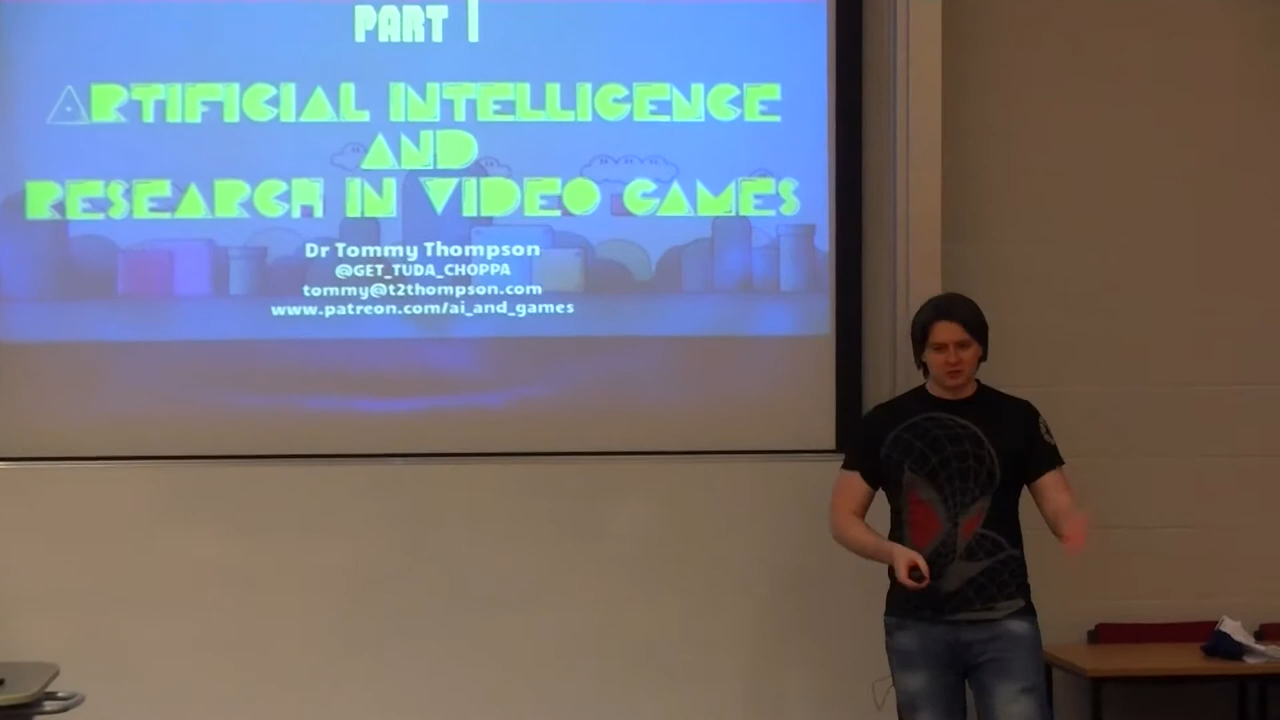 PART 1
ARTIFICIAL INTELLIGENCE
AND
RESEARCH IN VIDEO GAMES
Dr Tommy Thompson
@GET_TUDA_CHOPPA
tommy@t2thompson.com
www.patreon.com/ai_and_games